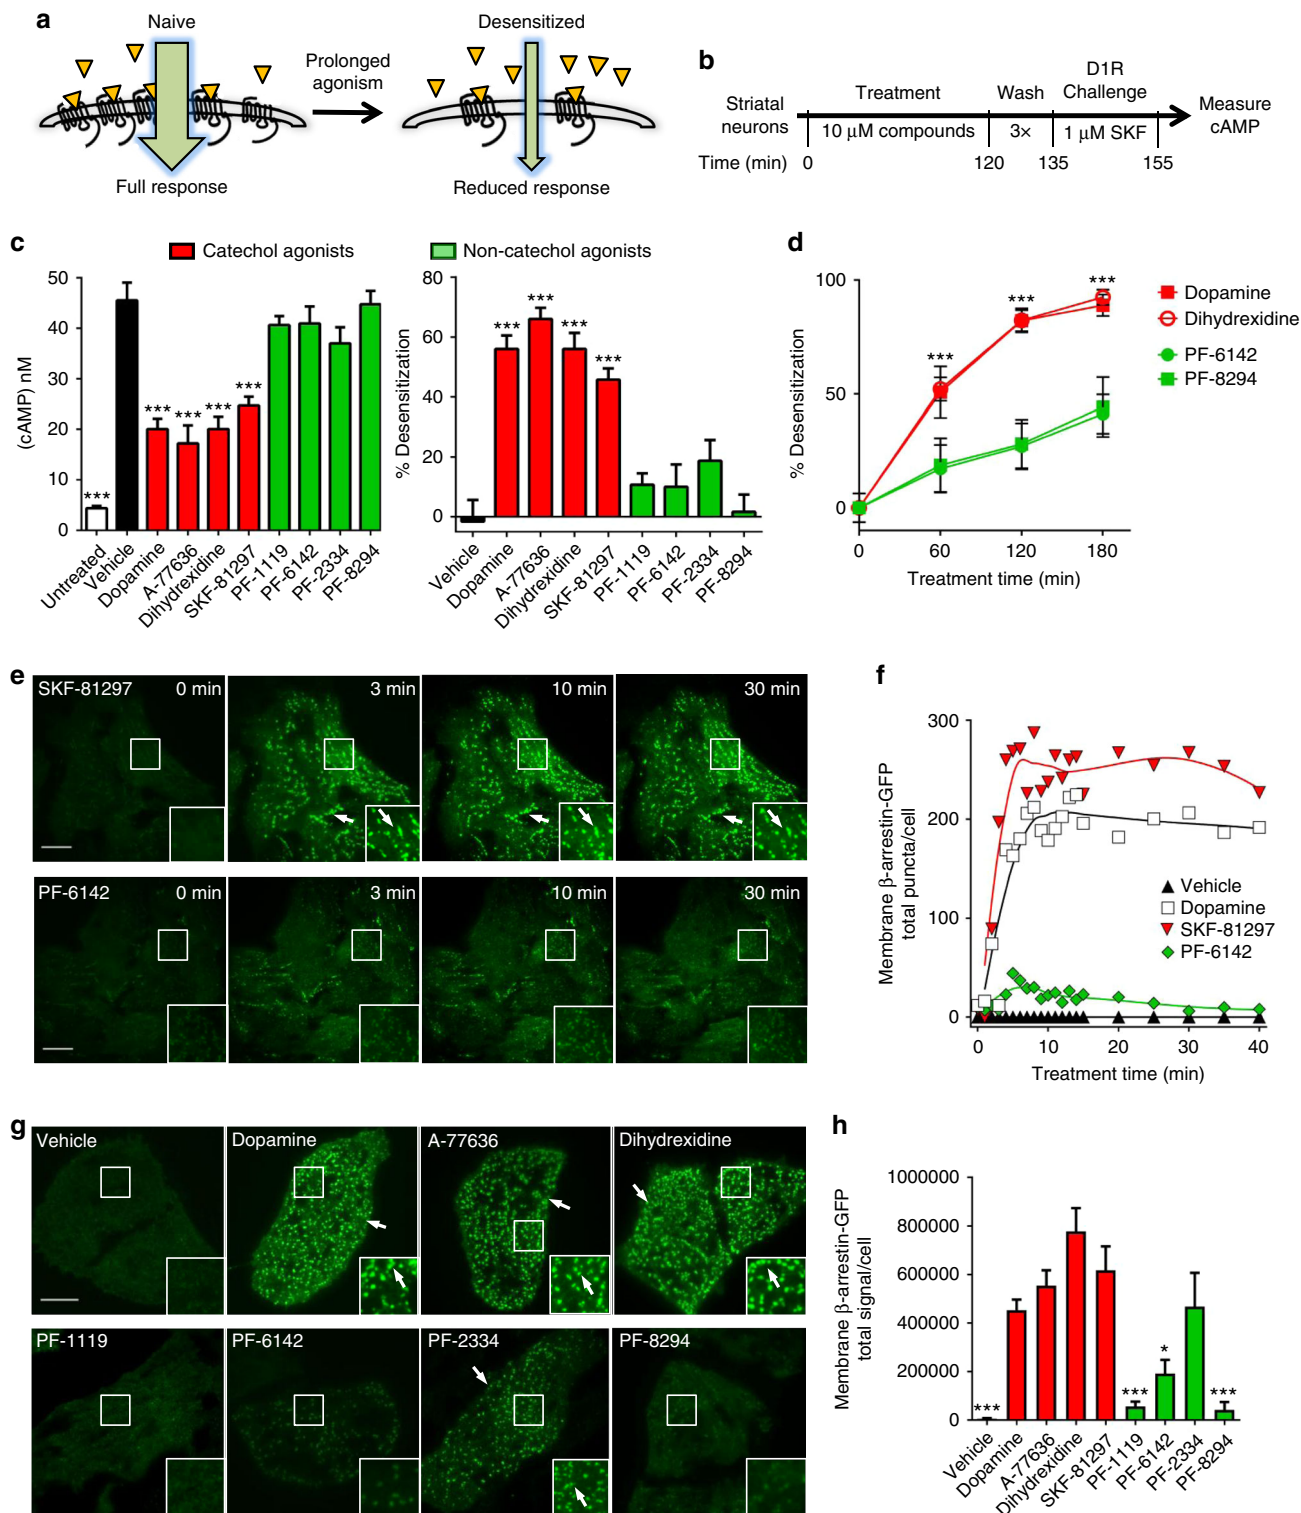 a
Naive
Desensitized
Prolonged
agonism
Full response
Reduced response
b
D1R
Treatment
Wash
Challenge
Striatal
neurons
10 μM compounds
3×
1 μM SKF
Measure
cAMP
Time (min)
0
120
135
155
c
Catechol agonists
Non-catechol agonists
(cAMP) nM
50
40
30
20
10
0
***
***
***
***
***
Untreated
Vehicle
Dopamine
A-77636
Dihydrexidine
SKF-81297
PF-1119
PF-6142
PF-2334
PF-8294
% Desensitization
80
60
40
20
0
***
***
***
***
Vehicle
Dopamine
A-77636
Dihydrexidine
SKF-81297
PF-1119
PF-6142
PF-2334
PF-8294
d
% Desensitization
100
50
0
***
***
***
0
60
120
180
Treatment time (min)
Dopamine
Dihydrexidine
PF-6142
PF-8294
e
SKF-81297
0 min
3 min
10 min
30 min
PF-6142
0 min
3 min
10 min
30 min
f
Membrane β-arrestin-GFP
total puncta/cell
300
200
100
0
Vehicle
Dopamine
SKF-81297
PF-6142
0
10
20
30
40
Treatment time (min)
g
Vehicle
Dopamine
A-77636
Dihydrexidine
PF-1119
PF-6142
PF-2334
PF-8294
h
Membrane β-arrestin-GFP
total signal/cell
1000000
800000
600000
400000
200000
0
***
***
*
***
Vehicle
Dopamine
A-77636
Dihydrexidine
SKF-81297
PF-1119
PF-6142
PF-2334
PF-8294